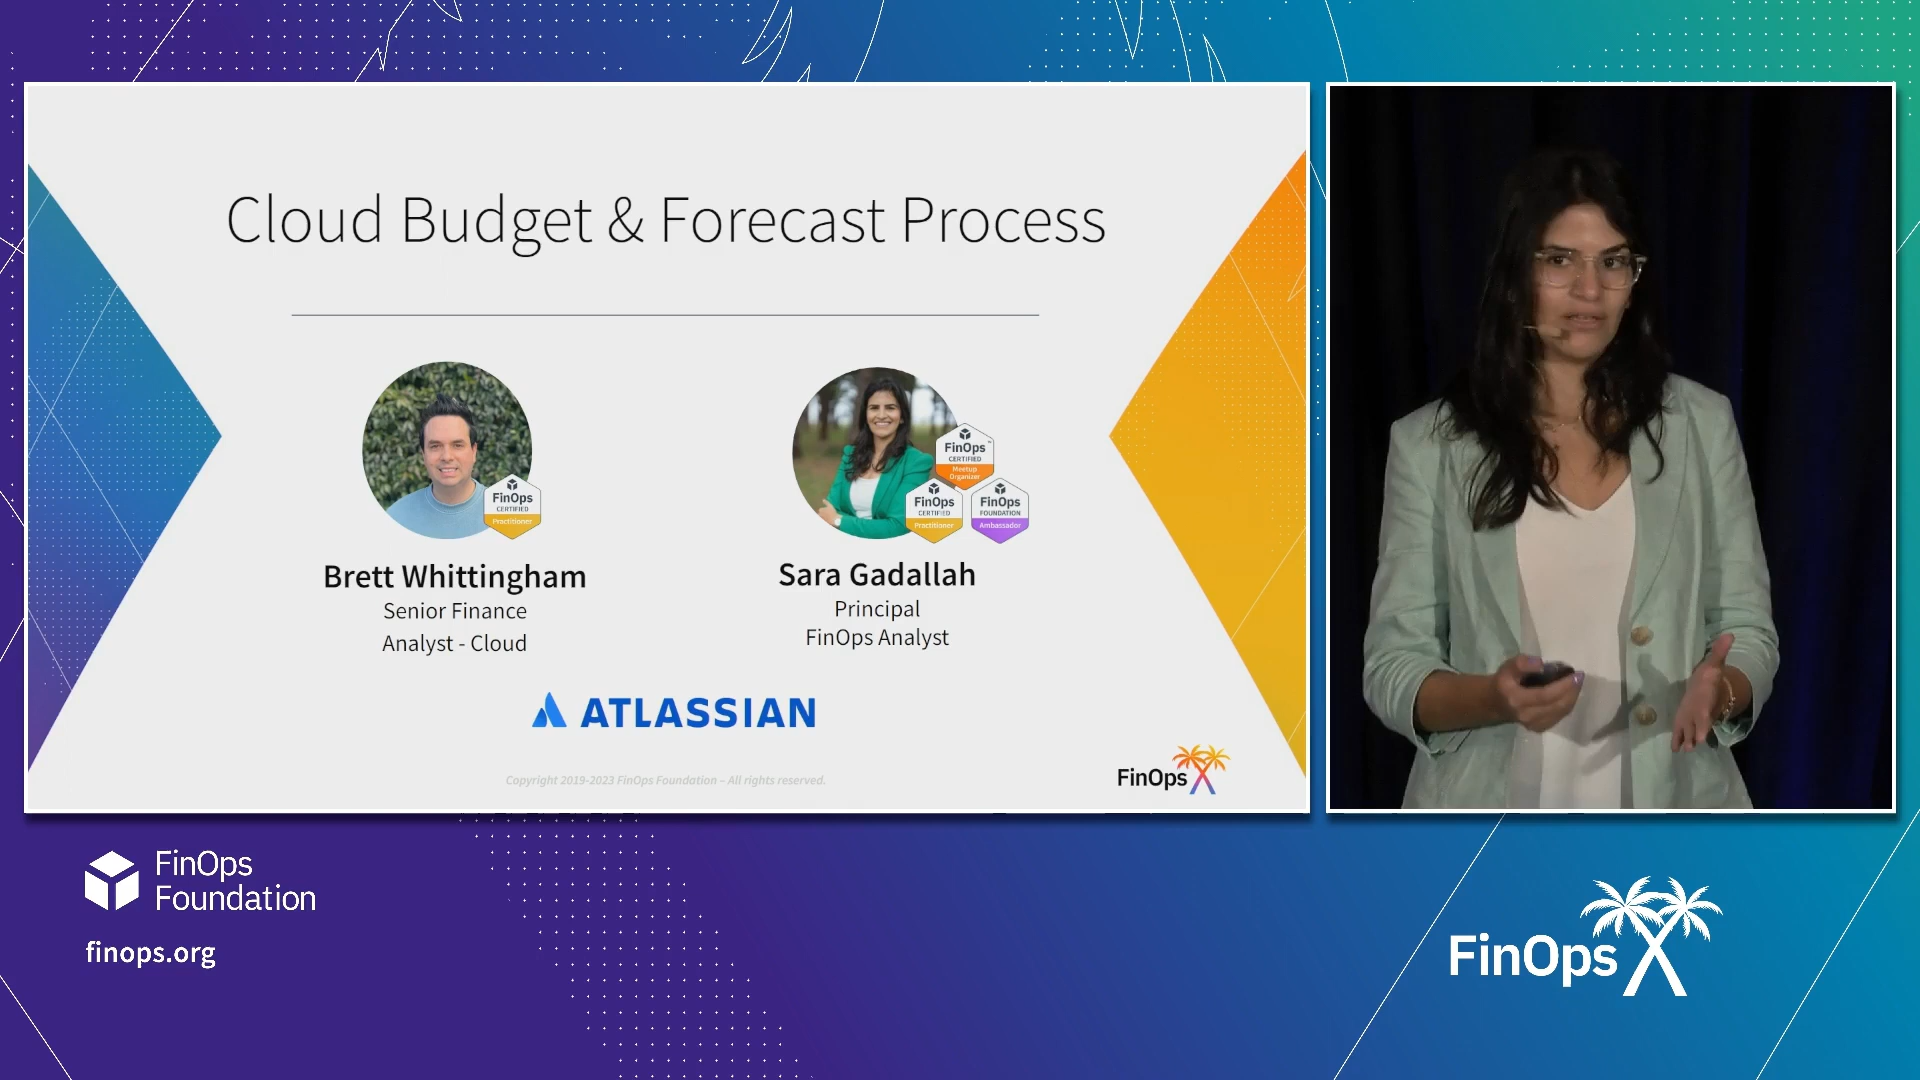 Cloud Budget & Forecast Process
FinOps
CERTIFIED
Practitioner
FinOps
CERTIFIED
Meetup
Organizer
FinOps
CERTIFIED
Practitioner
FinOps
FOUNDATION
Ambassador
Brett Whittingham
Senior Finance
Analyst - Cloud
Sara Gadallah
Principal
FinOps Analyst
ATLASSIAN
Copyright 2019-2023 FinOps Foundation – All rights reserved.
FinOps X
FinOps
Foundation
finops.org
FinOps X